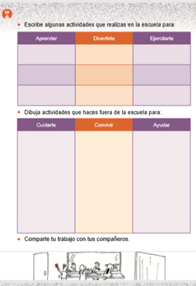 Escribe algunas actividades que realizas en la escuela para:
Aprender Divertirte Ejercitarte
Dibuja actividades que haces fuera de la escuela para:
Cuidarte Convivir Ayudar
Comparte tu trabajo con tus compañeros.